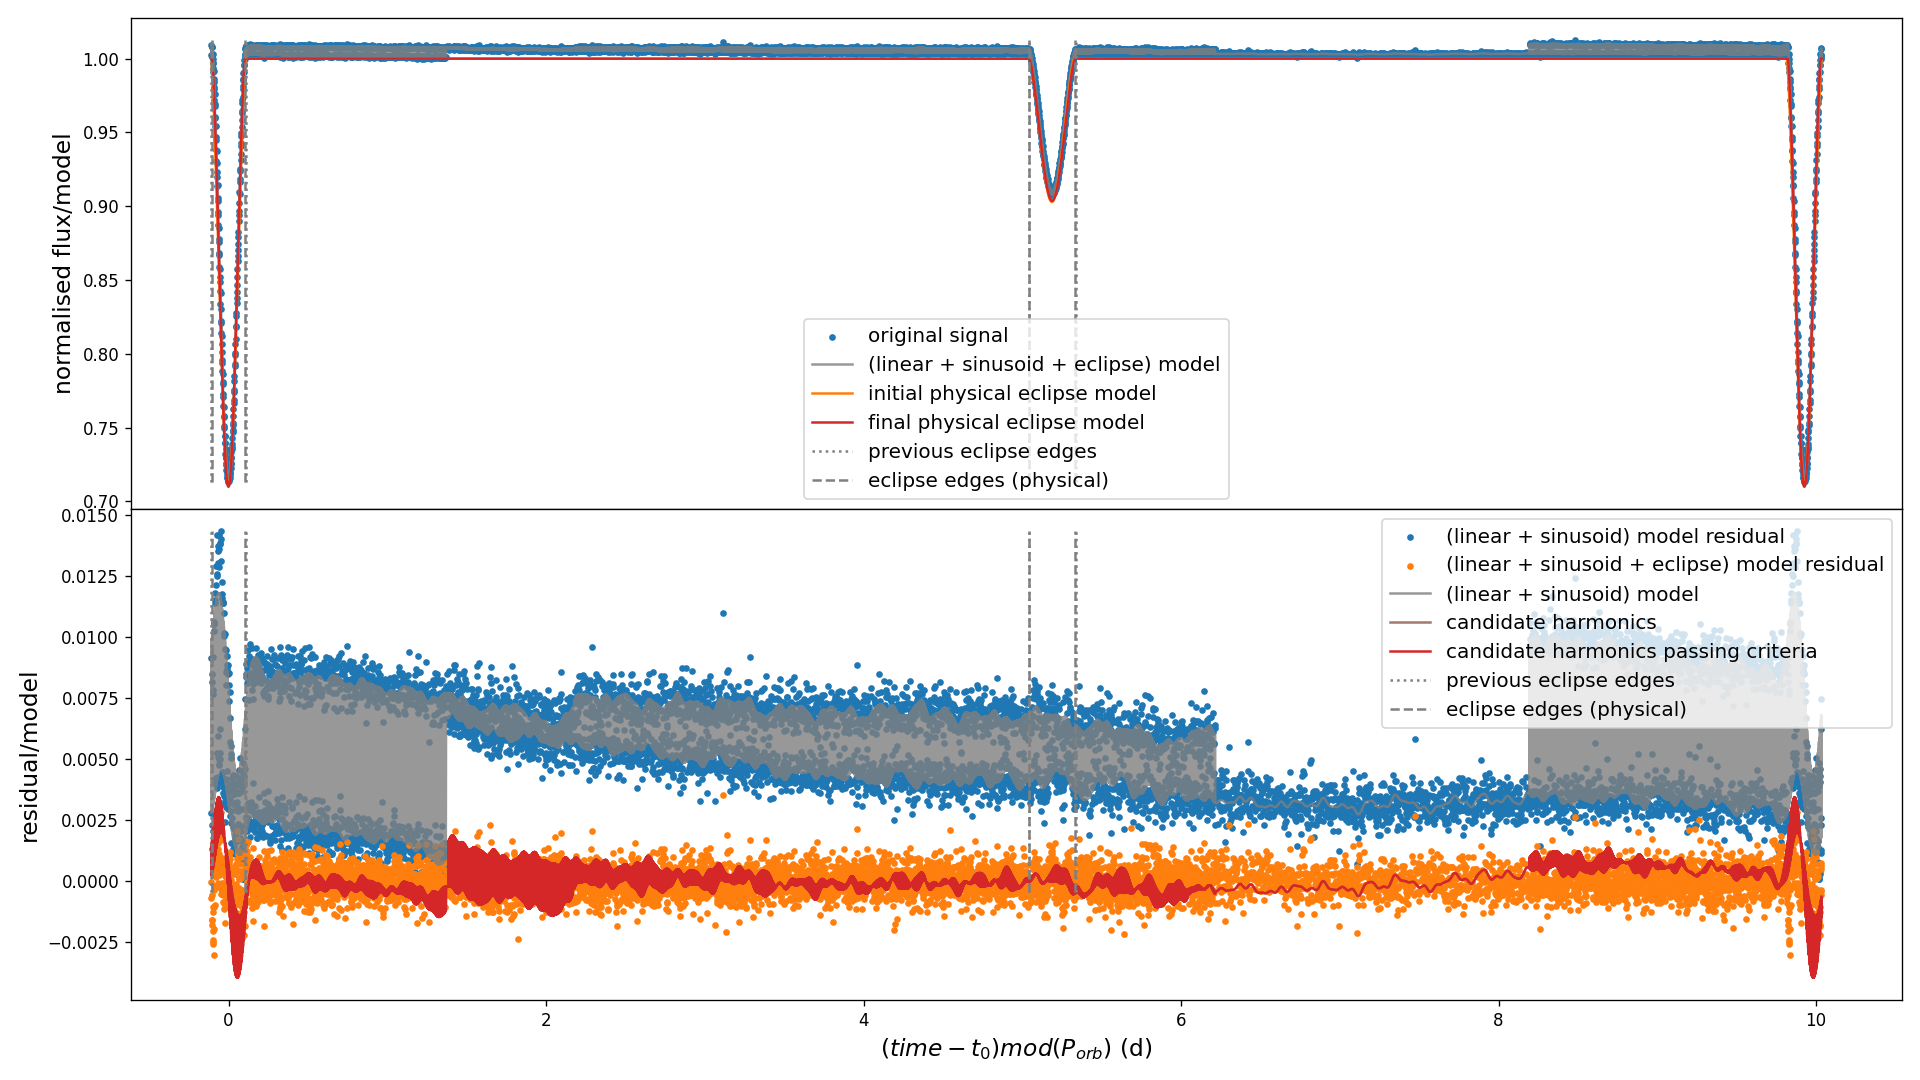 normalised flux/model
1.00
0.95
0.90
0.85
0.80
0.75
0.70
original signal
(linear + sinusoid + eclipse) model
initial physical eclipse model
final physical eclipse model
previous eclipse edges
eclipse edges (physical)
residual/model
0.0150
0.0125
0.0100
0.0075
0.0050
0.0025
0.0000
−0.0025
(linear + sinusoid) model residual
(linear + sinusoid + eclipse) model residual
(linear + sinusoid) model
candidate harmonics
candidate harmonics passing criteria
previous eclipse edges
eclipse edges (physical)
0 2 4 6 8 10
(time − t₀)mod(P_orb) (d)